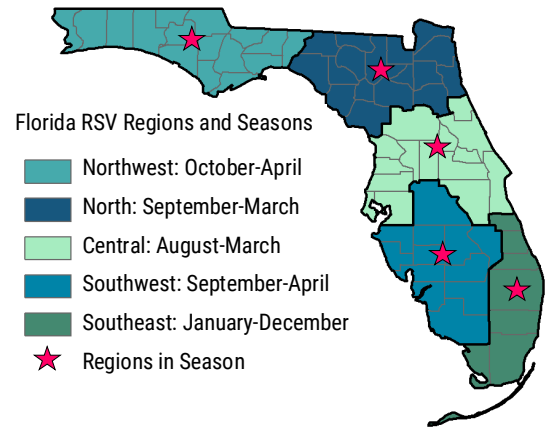 Florida RSV Regions and Seasons
Northwest: October-April
North: September-March
Central: August-March
Southwest: September-April
Southeast: January-December
Regions in Season